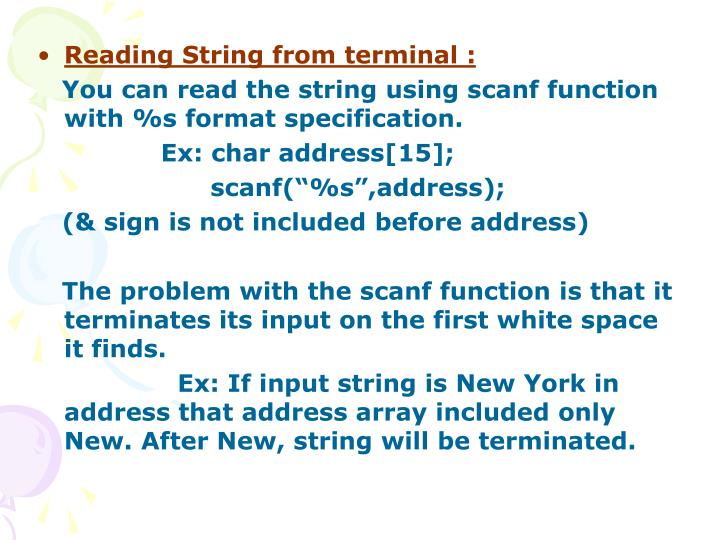 • Reading String from terminal :
You can read the string using scanf function
with %s format specification.
Ex: char address[15];
scanf(“%s”,address);
(& sign is not included before address)
The problem with the scanf function is that it
terminates its input on the first white space
it finds.
Ex: If input string is New York in
address that address array included only
New. After New, string will be terminated.